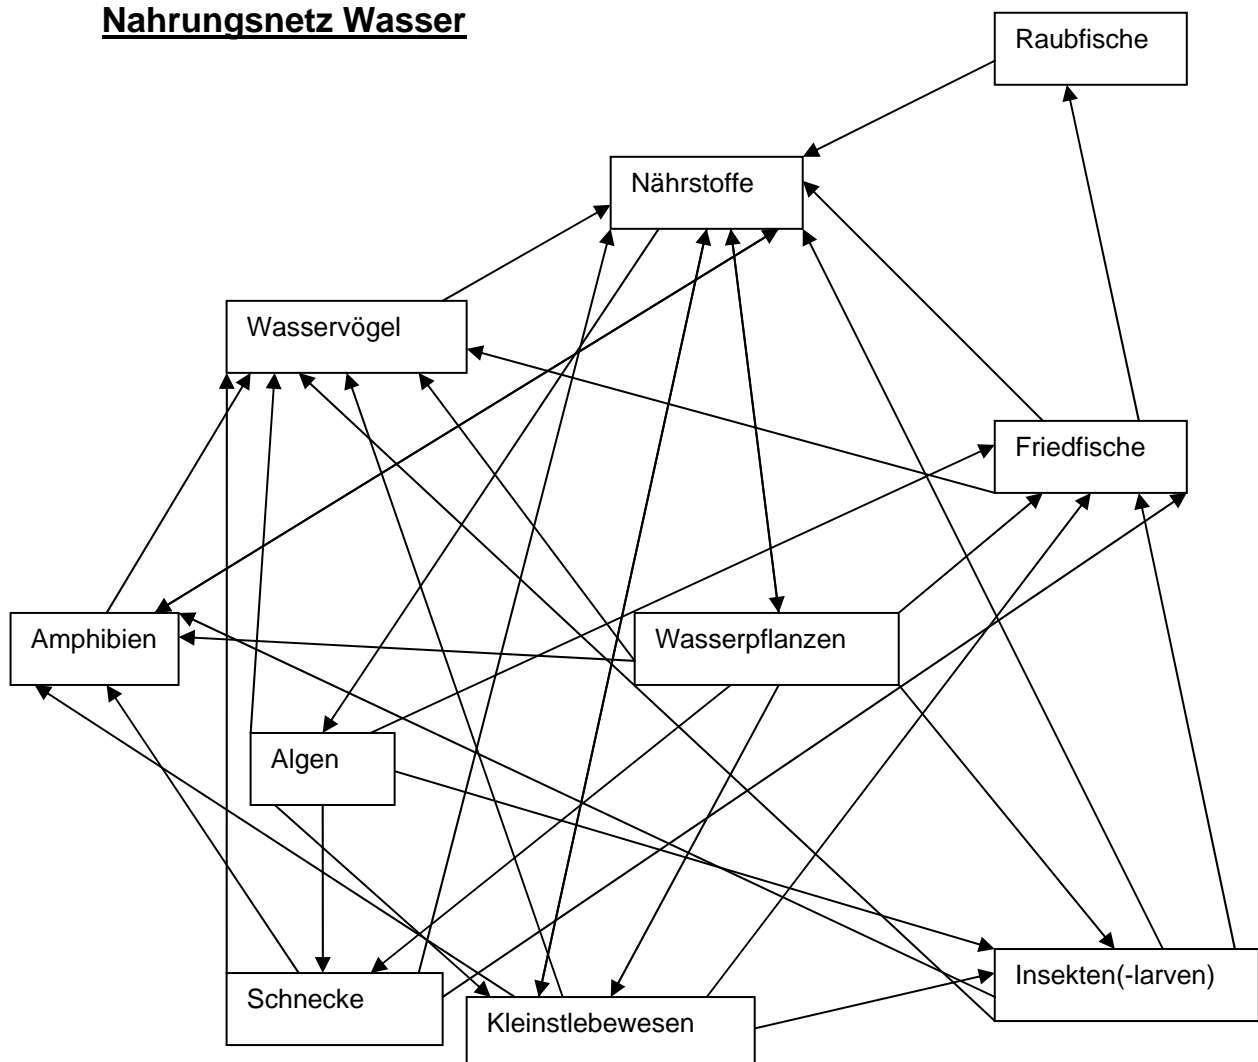 Nahrungsnetz Wasser
Raubfische
Nährstoffe
Wasservögel
Friedfische
Amphibien
Wasserpflanzen
Algen
Schnecke
Kleinstlebewesen
Insekten(-larven)